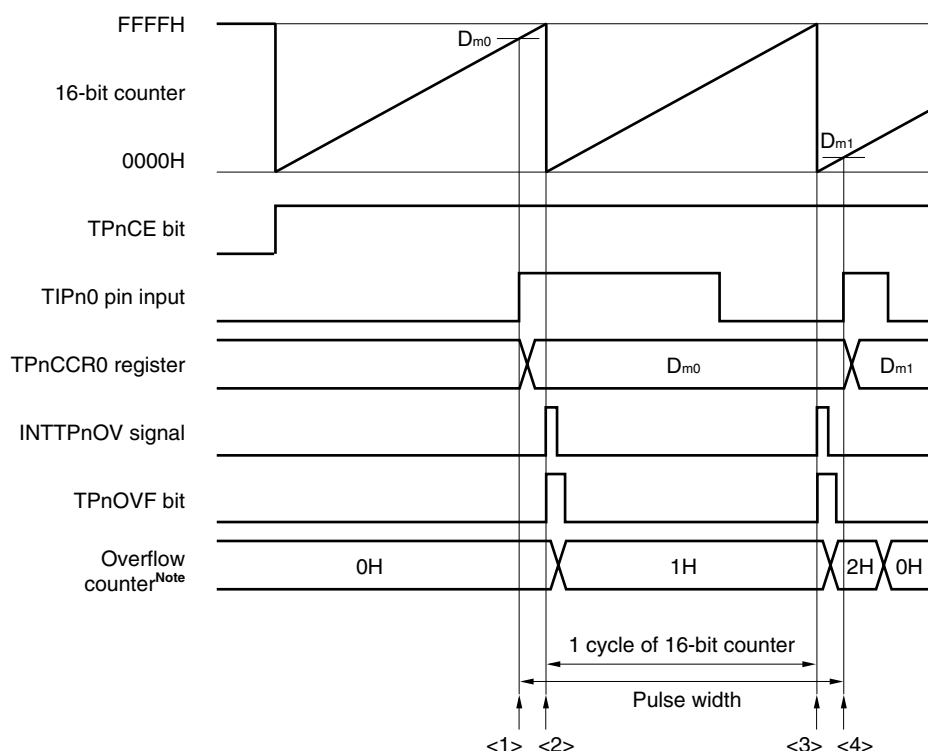 FFFFH
Dm0
16-bit counter
0000H
Dm1
TPnCE bit
TIPn0 pin input
TPnCCR0 register
Dm0
Dm1
INTTPnOV signal
TPnOVF bit
Overflow
counterNote
0H
1H
2H
0H
1 cycle of 16-bit counter
Pulse width
<1> <2> <3> <4>